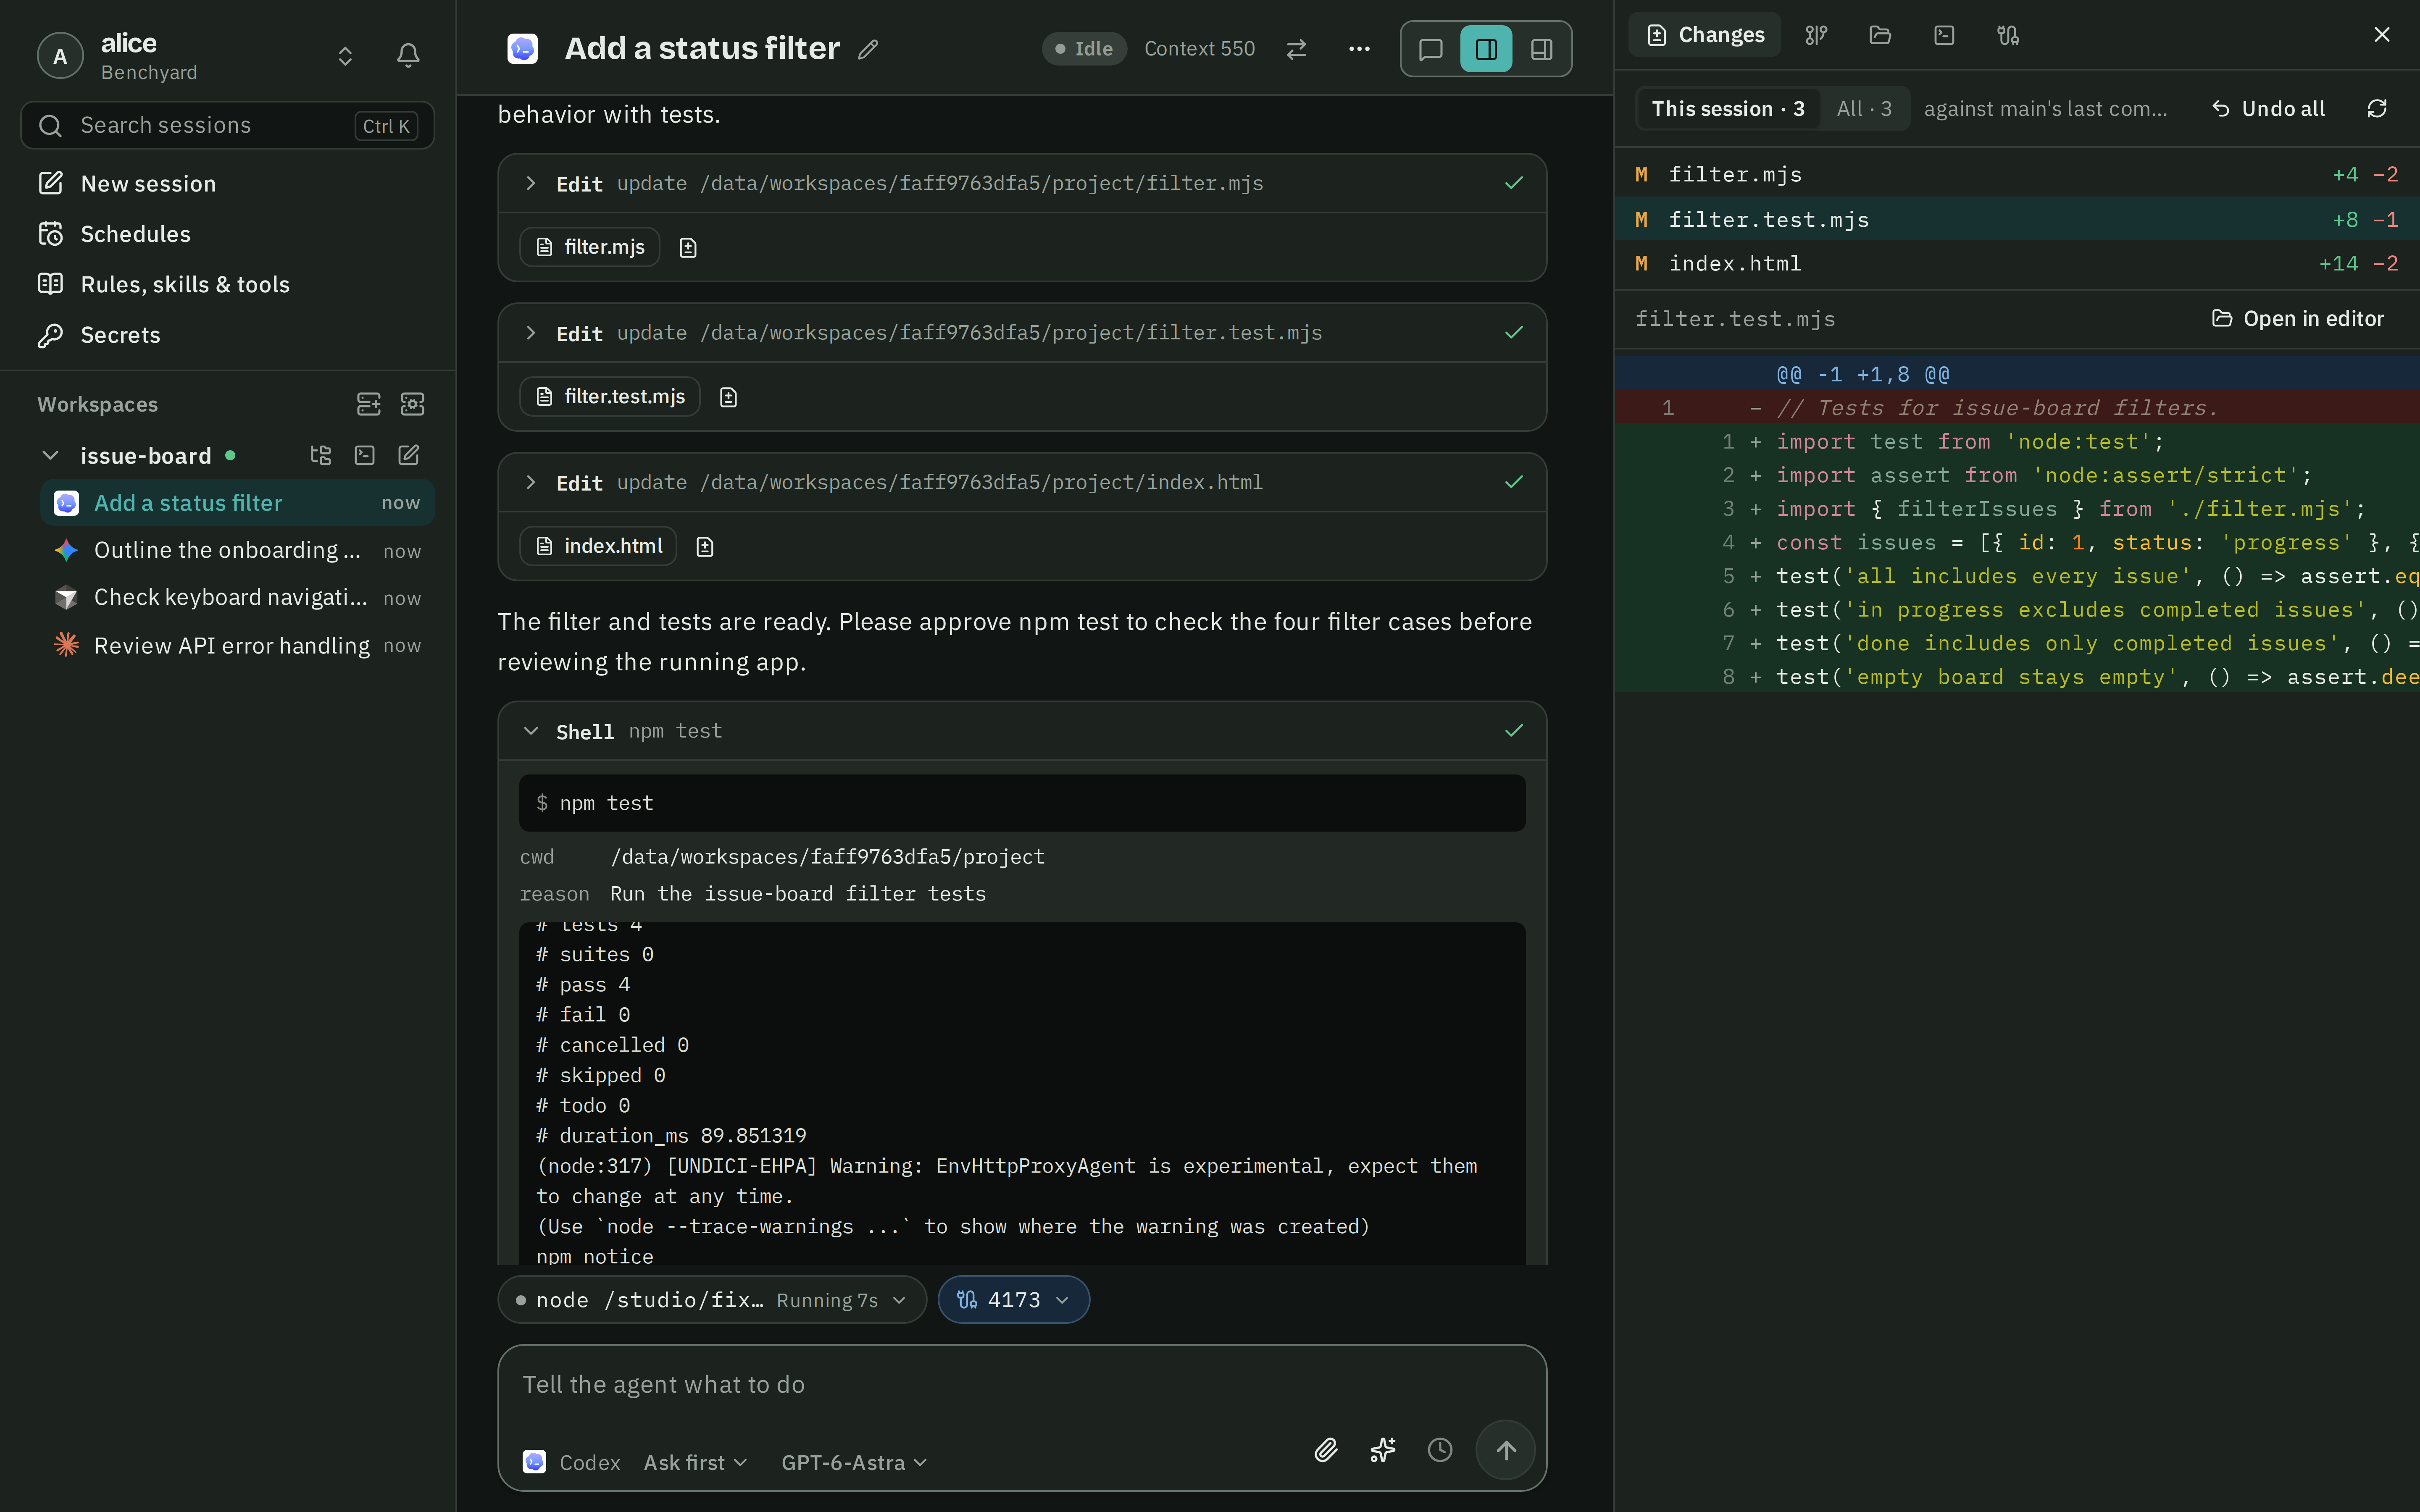 A
alice
Benchyard
Search sessions
Ctrl K
New session
Schedules
Rules, skills & tools
Secrets
Workspaces
issue-board
Add a status filter now
Outline the onboarding ... now
Check keyboard navigati... now
Review API error handling now
Add a status filter
Idle
Context 550
behavior with tests.
Edit update /data/workspaces/faff9763dfa5/project/filter.mjs
filter.mjs
Edit update /data/workspaces/faff9763dfa5/project/filter.test.mjs
filter.test.mjs
Edit update /data/workspaces/faff9763dfa5/project/index.html
index.html
The filter and tests are ready. Please approve npm test to check the four filter cases before
reviewing the running app.
Shell npm test
$ npm test
cwd /data/workspaces/faff9763dfa5/project
reason Run the issue-board filter tests
# tests 4
# suites 0
# pass 4
# fail 0
# cancelled 0
# skipped 0
# todo 0
# duration_ms 89.851319
(node:317) [UNDICI-EHPA] Warning: EnvHttpProxyAgent is experimental, expect them
to change at any time.
(Use `node --trace-warnings ...` to show where the warning was created)
npm notice
node /studio/fix… Running 7s
4173
Tell the agent what to do
Codex Ask first GPT-6-Astra
Changes
This session · 3 All · 3 against main's last com... Undo all
M filter.mjs +4 −2
M filter.test.mjs +8 −1
M index.html +14 −2
filter.test.mjs Open in editor
@@ -1 +1,8 @@
1 − // Tests for issue-board filters.
1 + import test from 'node:test';
2 + import assert from 'node:assert/strict';
3 + import { filterIssues } from './filter.mjs';
4 + const issues = [{ id: 1, status: 'progress' }, {
5 + test('all includes every issue', () => assert.eq
6 + test('in progress excludes completed issues', ()
7 + test('done includes only completed issues', () =
8 + test('empty board stays empty', () => assert.dee